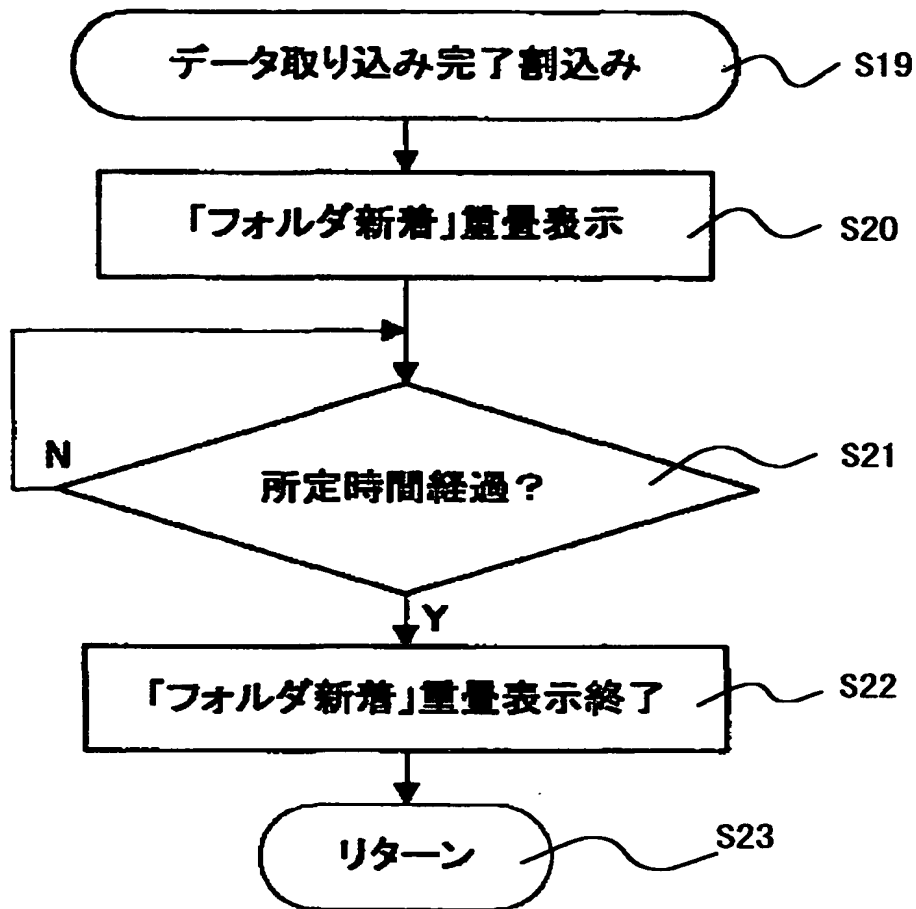 データ取り込み完了割込み
S19
「フォルダ新着」重畳表示
S20
N
所定時間経過？
S21
Y
「フォルダ新着」重畳表示終了
S22
リターン
S23